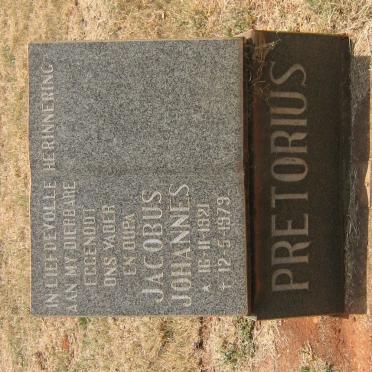 IN LIEFDEVOLLE HERINNERING
AAN MY DIERBARE
EGGENOOT
ONS VADER
EN OUPA
JACOBUS
JOHANNES
★ 16-11-1921
+ 12-5-1979
PRETORIUS